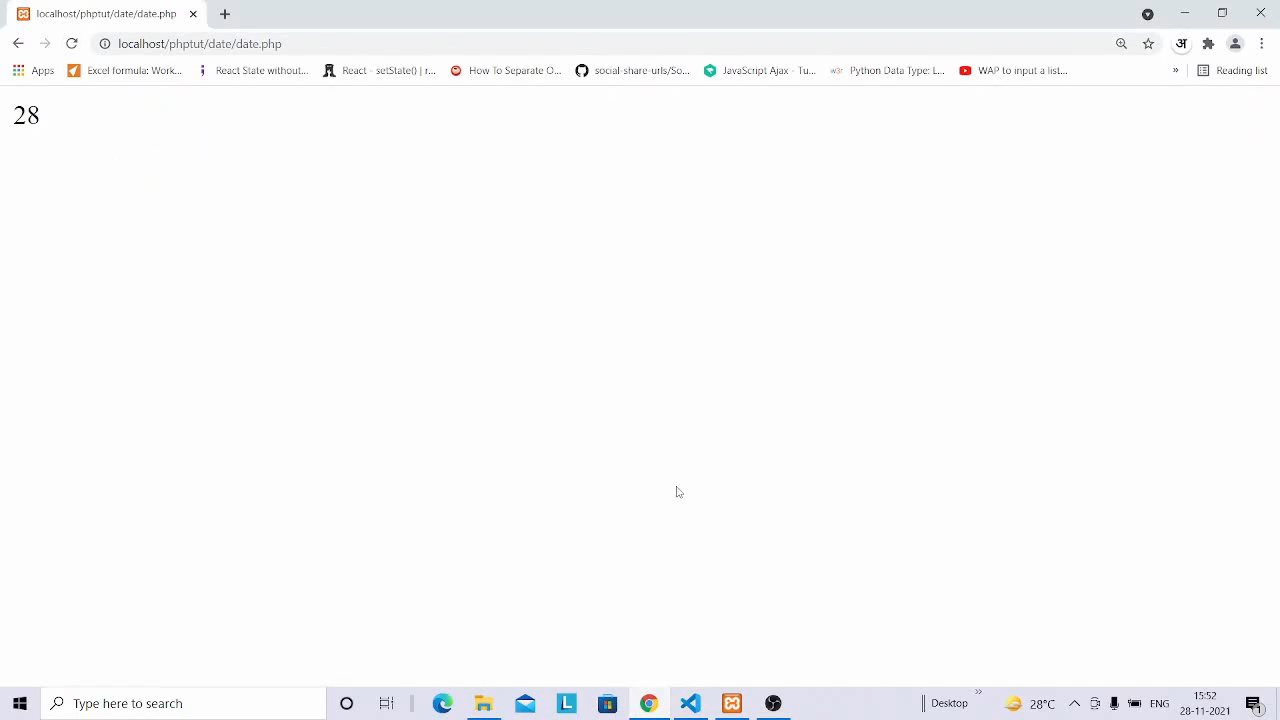 localhost/phptut/date/date.php
localhost/phptut/date/date.php
अ
Apps
Excel formula: Work...
React State without...
React - setState() | r...
How To Separate O...
social-share-urls/So...
JavaScript Ajax - Tu...
w3r
Python Data Type: L...
WAP to input a list...
»
Reading list
28
Type here to search
L
Desktop
»
28°C
ENG
15:52
28-11-2021
1